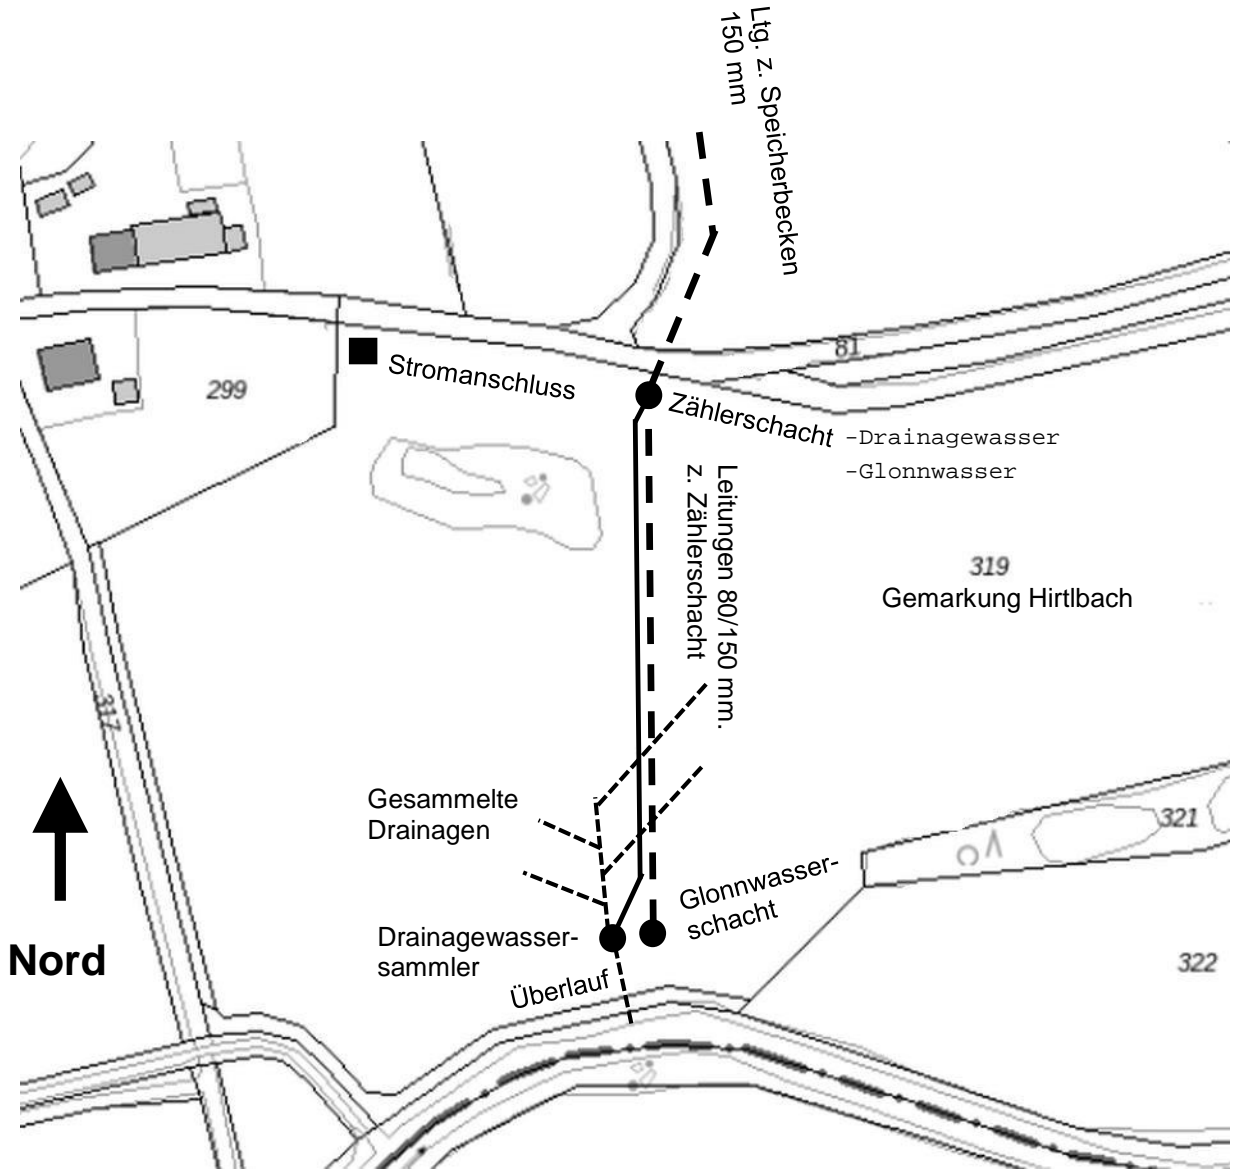 Ltg. z. Speicherbecken
150 mm
81
Stromanschluss
299
Zählerschacht
-Drainagewasser
-Glonnwasser
Leitungen 80/150 mm.
z. Zählerschacht
319
Gemarkung Hirtlbach
317
Gesammelte
Drainagen
321
Glonnwasser-
schacht
Nord
Drainagewasser-
sammler
Überlauf
322